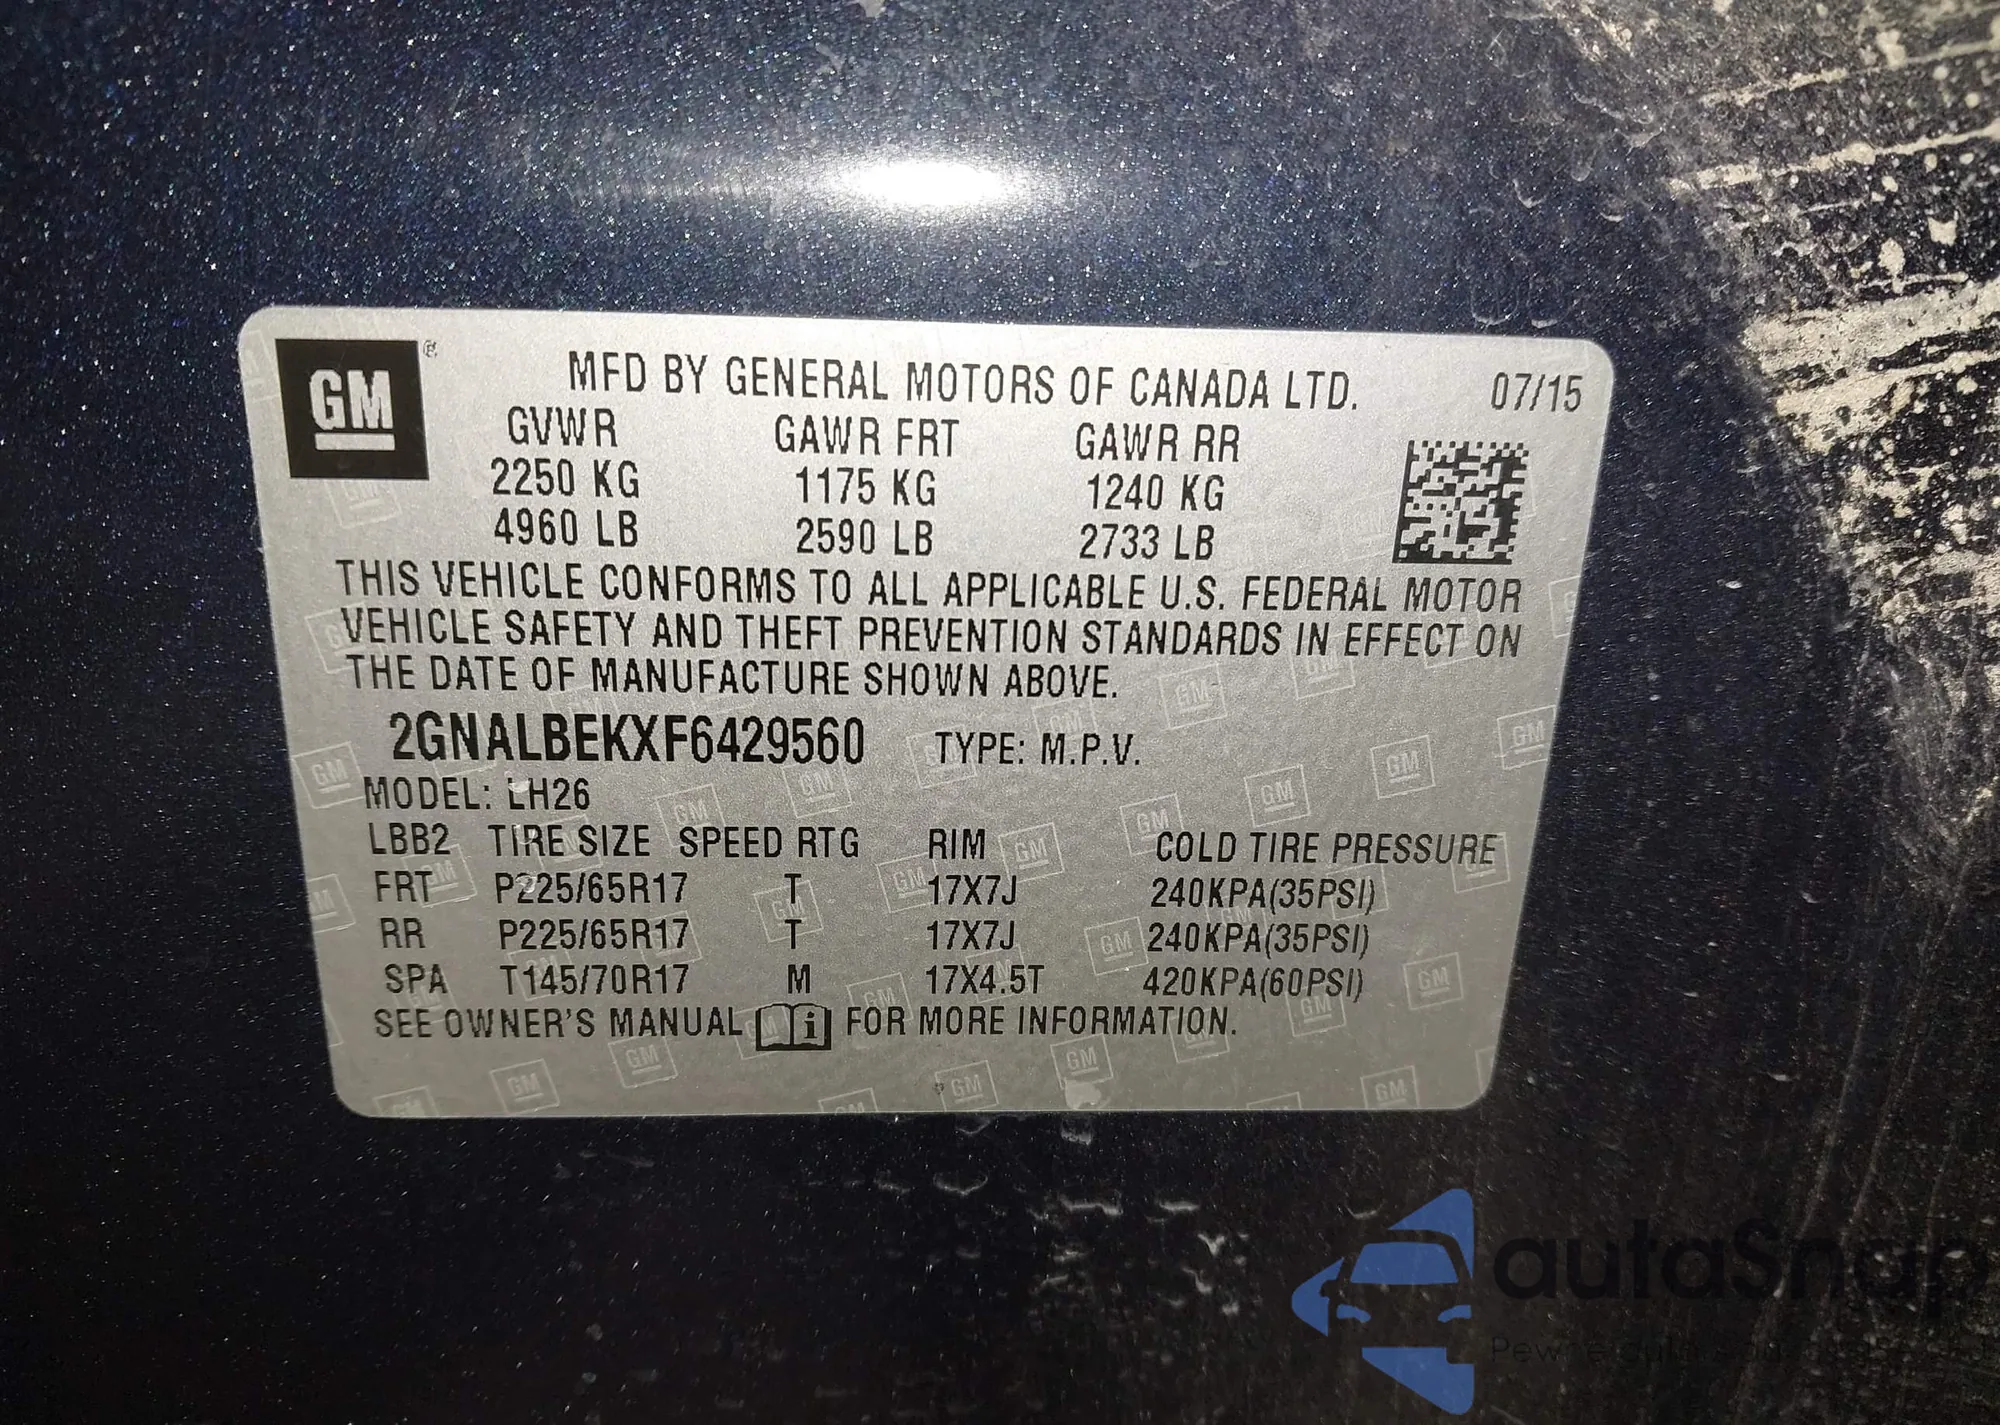 GM
MFD BY GENERAL MOTORS OF CANADA LTD. 07/15
GVWR GAWR FRT GAWR RR
2250 KG 1175 KG 1240 KG
4960 LB 2590 LB 2733 LB
THIS VEHICLE CONFORMS TO ALL APPLICABLE U.S. FEDERAL MOTOR
VEHICLE SAFETY AND THEFT PREVENTION STANDARDS IN EFFECT ON
THE DATE OF MANUFACTURE SHOWN ABOVE.
2GNALBEKXF6429560 TYPE: M.P.V.
MODEL: LH26
LBB2 TIRE SIZE SPEED RTG RIM COLD TIRE PRESSURE
FRT P225/65R17 T 17X7J 240KPA(35PSI)
RR P225/65R17 T 17X7J 240KPA(35PSI)
SPA T145/70R17 M 17X4.5T 420KPA(60PSI)
SEE OWNER'S MANUAL i FOR MORE INFORMATION.
autaSnap